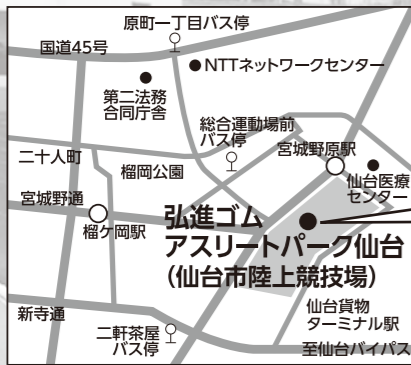 原町一丁目バス停
国道45号
NTTネットワークセンター
第二法務
合同庁舎
総合運動場前
バス停
宮城野原駅
二十人町
榴岡公園
仙台医療
センター
宮城野通
榴ケ岡駅
弘進ゴム
アスリートパーク仙台
(仙台市陸上競技場)
新寺通
仙台貨物
ターミナル駅
二軒茶屋
バス停
至仙台バイパス